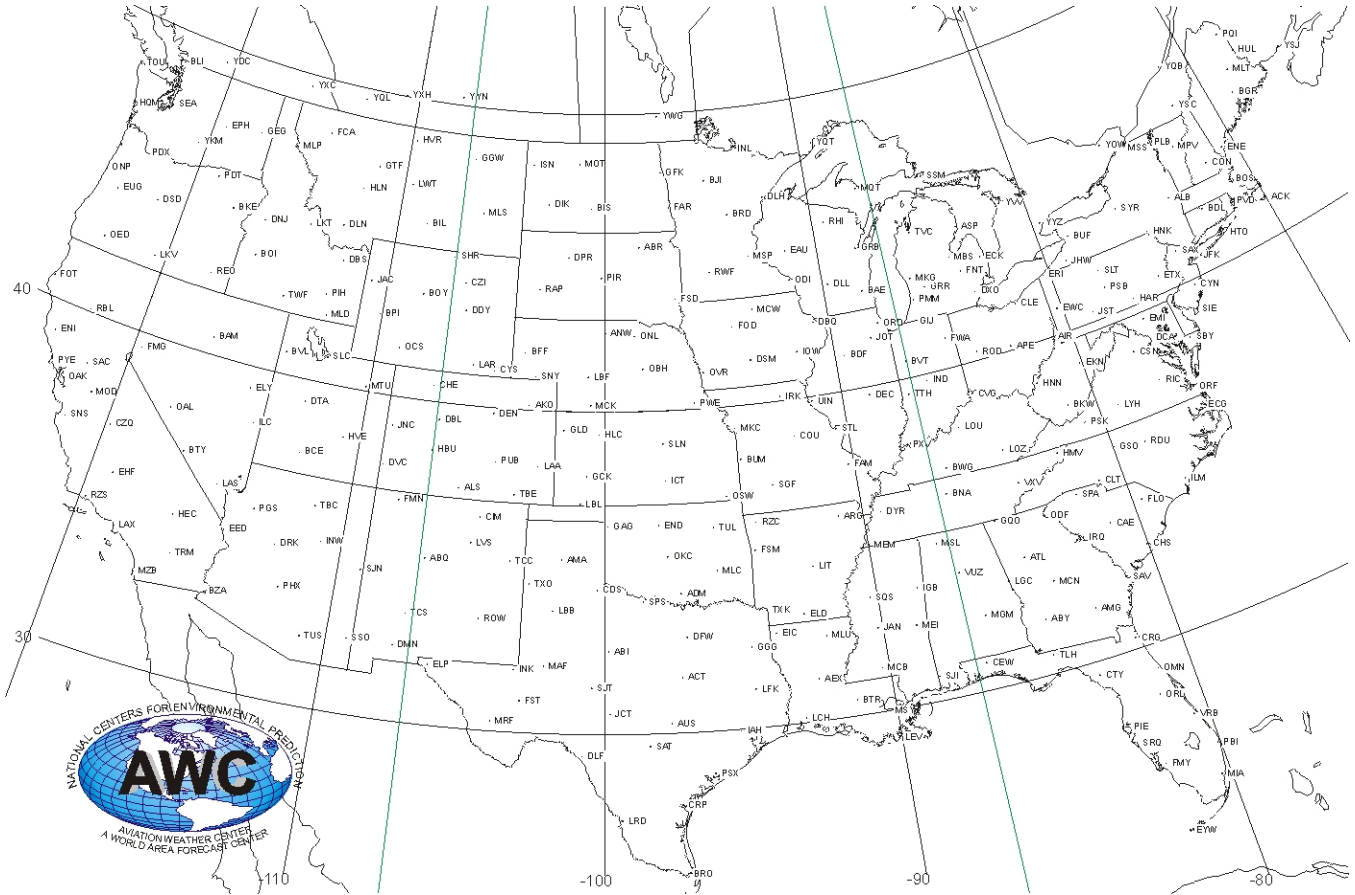 PQI
HUL
YSJ
TOU
BLI
YDC
YQB
MLT
YXC
YQL
YXH
YYN
BGR
HQM
SEA
YSC
YWG
EPH
GEG
FCA
YKM
MLP
HVR
INL
YQT
YOW
MSS
PLB
MPV
ENE
PDX
GTF
GGW
ISN
MOT
CON
ONP
PDT
HLN
LWT
GFK
BJI
SSM
BOS
EUG
MQT
DSD
DLH
YVV
ALB
PVD
ACK
BKE
DNJ
LKT
DLN
BIL
MLS
DIK
BIS
FAR
BRD
RHI
TVC
ASP
YYZ
SYR
BDL
OED
BUF
HNK
HTO
LKV
BOI
DBS
SHR
DPR
ABR
MSP
EAU
GRB
MBS
ECK
JHW
SAX
JFK
FOT
REO
JAC
BOY
CZI
RAP
PIR
RWF
ODI
DLL
BAE
MKG
GRR
FNT
ERI
SLT
ETX
CYN
40
TWF
PIH
PMM
DXO
PSB
HAR
RBL
MLD
BPI
DDY
FSD
MCW
CLE
EWC
JST
SIE
ENI
BAM
ANW
ONL
FOD
DBQ
ORD
GIJ
EMI
PYE
SAC
FMG
BVL
SLC
OCS
LAR
CYS
BFF
OBH
DSM
IOW
BDF
JOT
FWA
ROD
APE
AIR
DCA
SBY
OAK
MOD
ELY
MTU
CHE
SNY
LBF
OVR
BVT
IND
EKN
CSN
SNS
CZQ
OAL
DTA
DEN
AKO
MCK
PWE
IRK
UIN
DEC
TTH
CVG
HNN
BKW
RIC
ORF
LYH
ECG
ILC
HVE
JNC
DBL
GLD
HLC
MKC
COU
STL
LOU
PSK
BTY
BCE
DVC
HBU
PUB
LAA
SLN
PXV
LOZ
HMV
GSO
RDU
EHF
LAS
GCK
ICT
BUM
FAM
BWG
RZS
FMN
ALS
TBE
LBL
OSW
SGF
BNA
VXV
CLT
SPA
ILM
LAX
HEC
PGS
TBC
CIM
GAG
END
TUL
RZC
ARG
DYR
GQO
ODF
FLO
EED
DRK
INW
LVS
CAE
TRM
SJN
ABQ
TCC
AMA
OKC
FSM
MEM
MSL
ATL
IRQ
CHS
MZB
BZA
PHX
TXO
CDS
MLC
LIT
VUZ
LGC
MCN
SAV
TCS
ROW
LBB
SPS
ADM
TXK
ELD
SQS
IGB
MGM
ABY
AMG
30
TUS
SSO
DMN
ABI
DFW
EIC
MLU
JAN
MEI
CRG
ELP
INK
MAF
GGG
MCB
CEW
TLH
FST
SJT
ACT
LFK
AEX
SJI
CTY
OMN
MRF
JCT
AUS
IAH
LCH
BTR
MSY
ORL
DLF
SAT
LEV
PIE
VRB
SRQ
PBI
PSX
FMY
MIA
CRP
LRD
EYW
BRO
-110
-100
-90
-80
NATIONAL CENTERS FOR ENVIRONMENTAL PREDICTION
AWC
AVIATION WEATHER CENTER
A WORLD AREA FORECAST CENTER